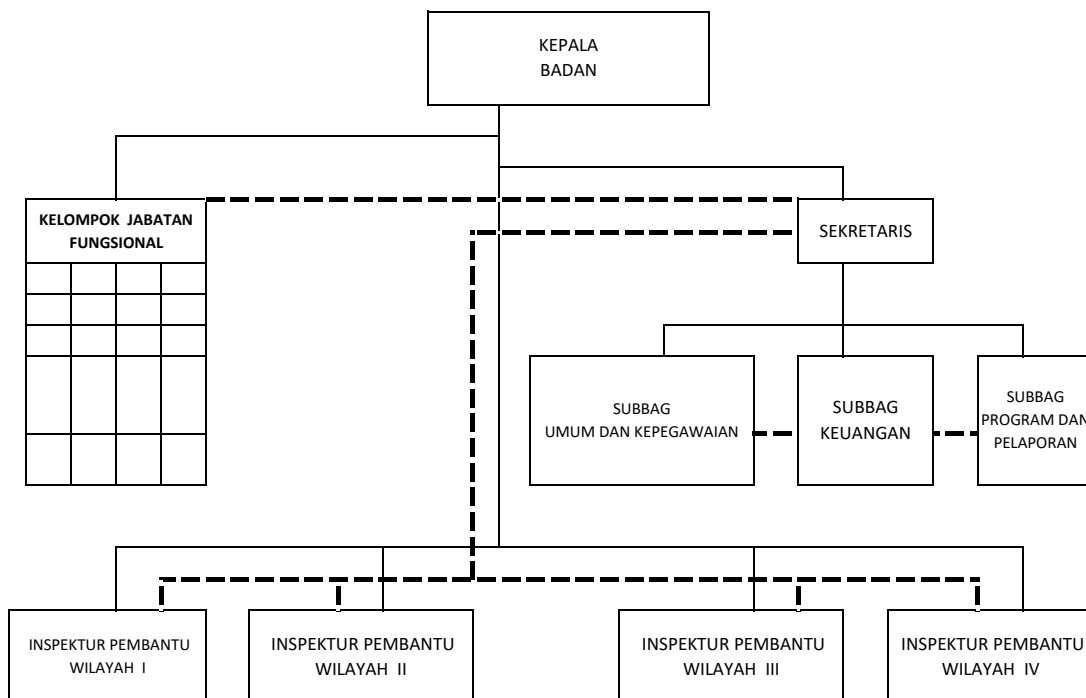 KEPALA
BADAN
KELOMPOK JABATAN
FUNGSIONAL
SEKRETARIS
SUBBAG
UMUM DAN KEPEGAWAIAN
SUBBAG
KEUANGAN
SUBBAG
PROGRAM DAN
PELAPORAN
INSPEKTUR PEMBANTU
WILAYAH I
INSPEKTUR PEMBANTU
WILAYAH II
INSPEKTUR PEMBANTU
WILAYAH III
INSPEKTUR PEMBANTU
WILAYAH IV